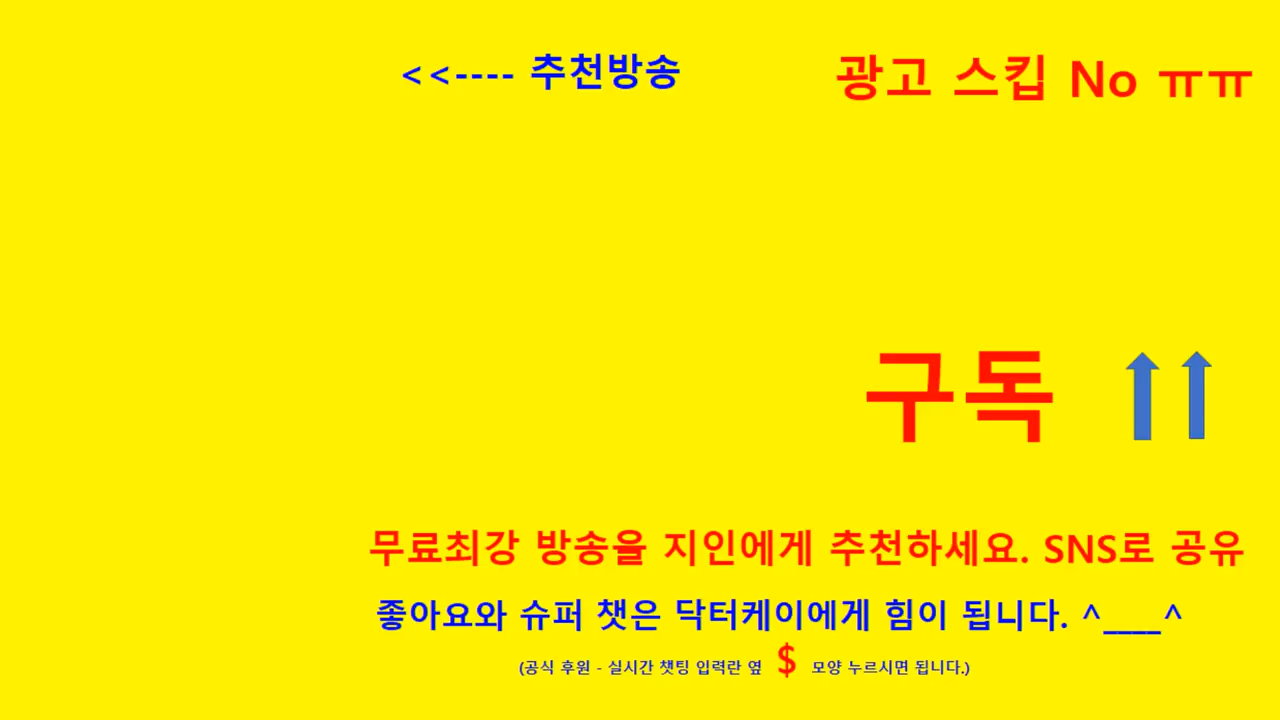 <<---- 추천방송
광고 스킵 No ㅠㅠ
구독
무료최강 방송을 지인에게 추천하세요. SNS로 공유
좋아요와 슈퍼 챗은 닥터케이에게 힘이 됩니다. ^____^
(공식 후원 - 실시간 챗팅 입력란 옆 $ 모양 누르시면 됩니다.)